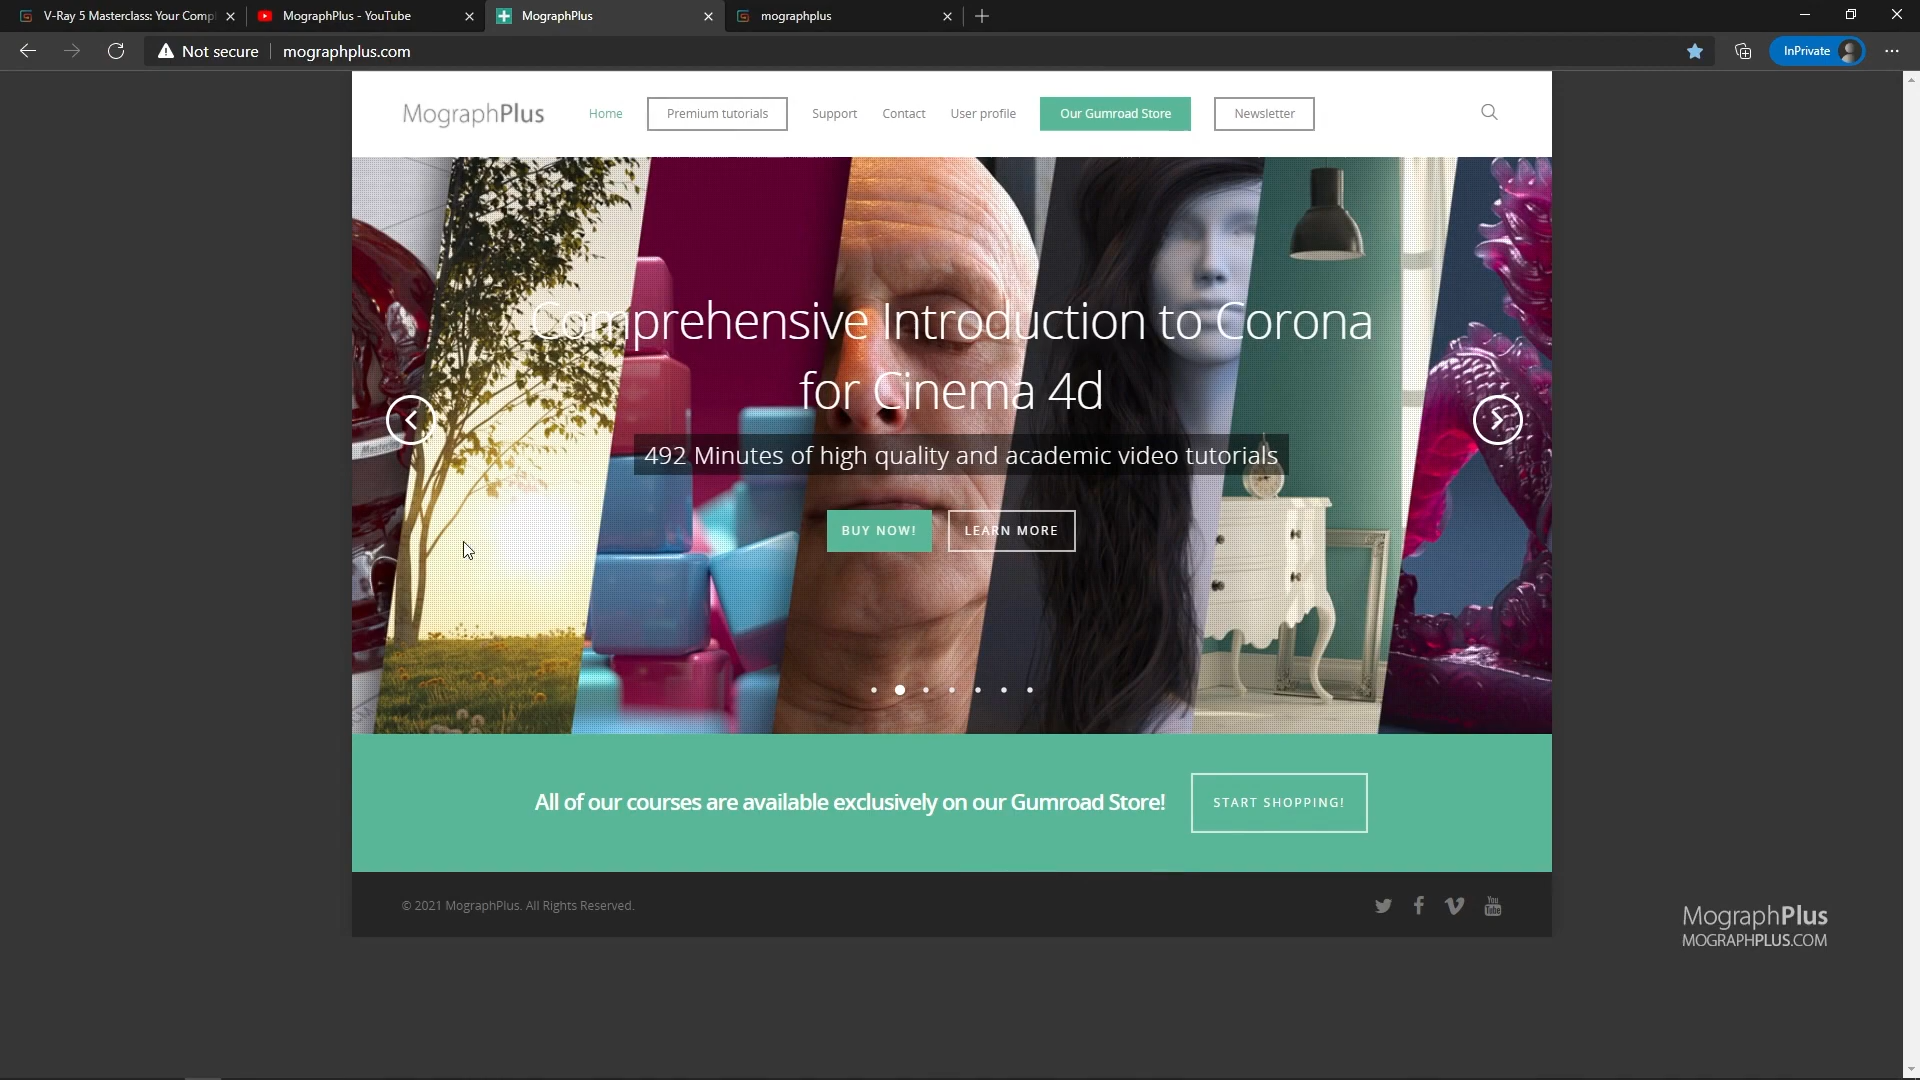 V-Ray 5 Masterclass: Your Compl
MographPlus - YouTube
MographPlus
mographplus
Not secure
mographplus.com
InPrivate
MographPlus
Home
Premium tutorials
Support
Contact
User profile
Our Gumroad Store
Newsletter
Comprehensive Introduction to Corona
for Cinema 4d
492 Minutes of high quality and academic video tutorials
BUY NOW!
LEARN MORE
All of our courses are available exclusively on our Gumroad Store!
START SHOPPING!
© 2021 MographPlus. All Rights Reserved.
You
Tube
MographPlus
MOGRAPHPLUS.COM